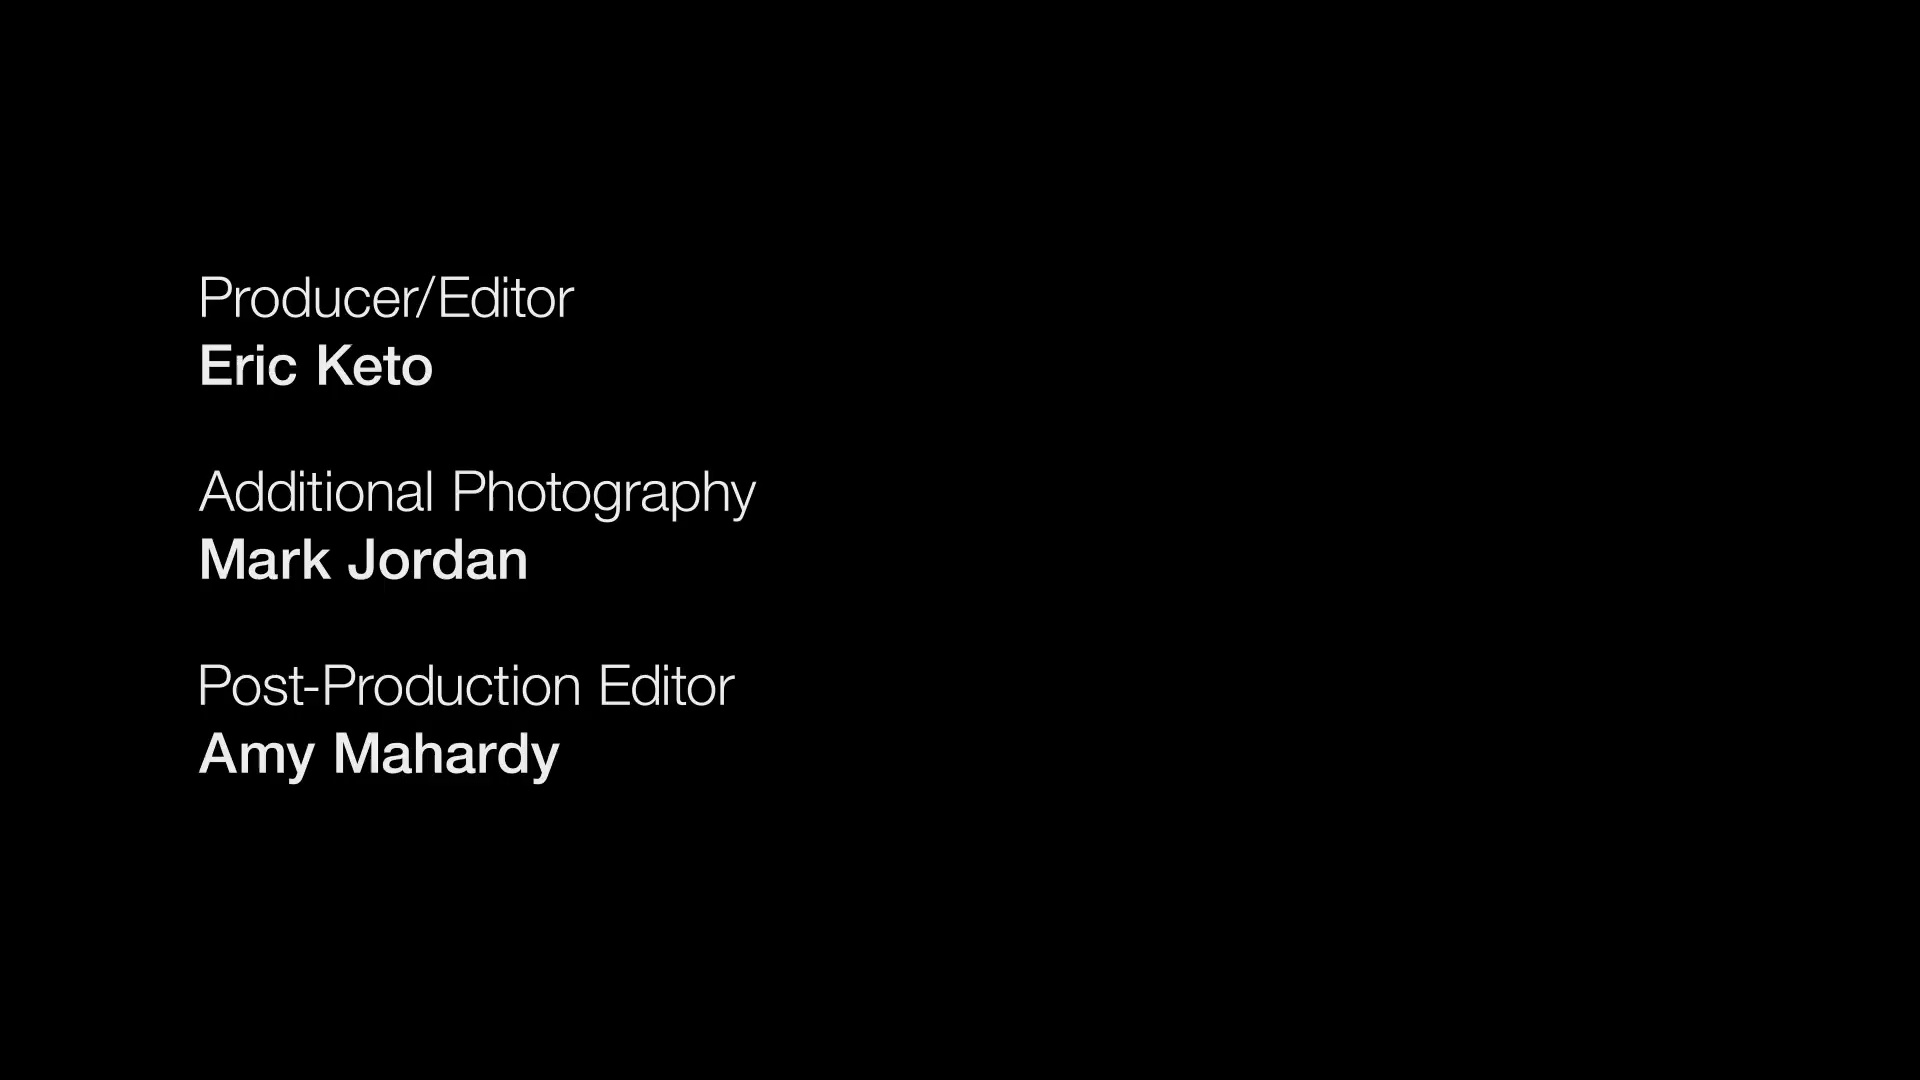 Producer/Editor
Eric Keto
Additional Photography
Mark Jordan
Post-Production Editor
Amy Mahardy